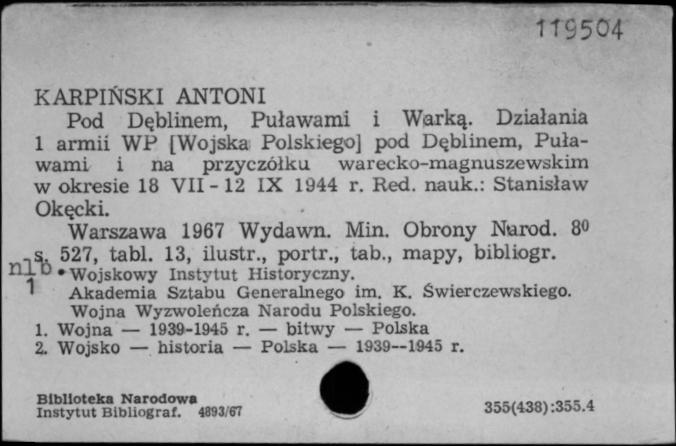 119504
KARPIŃSKI ANTONI
Pod Dęblinem, Puławami i Warką. Działania
1 armii WP [Wojska Polskiego] pod Dęblinem, Puła-
wami i na przyczółku warecko-magnuszewskim
w okresie 18 VII - 12 IX 1944 r. Red. nauk.: Stanisław
Okęcki.
Warszawa 1967 Wydawn. Min. Obrony Narod. 8⁰
s. 527, tabl. 13, ilustr., portr., tab., mapy, bibliogr.
nlb • Wojskowy Instytut Historyczny.
1 Akademia Sztabu Generalnego im. K. Świerczewskiego.
Wojna Wyzwoleńcza Narodu Polskiego.
1. Wojna — 1939-1945 r. — bitwy — Polska
2. Wojsko — historia — Polska — 1939--1945 r.
Biblioteka Narodowa
Instytut Bibliograf. 4893/67
355(438):355.4